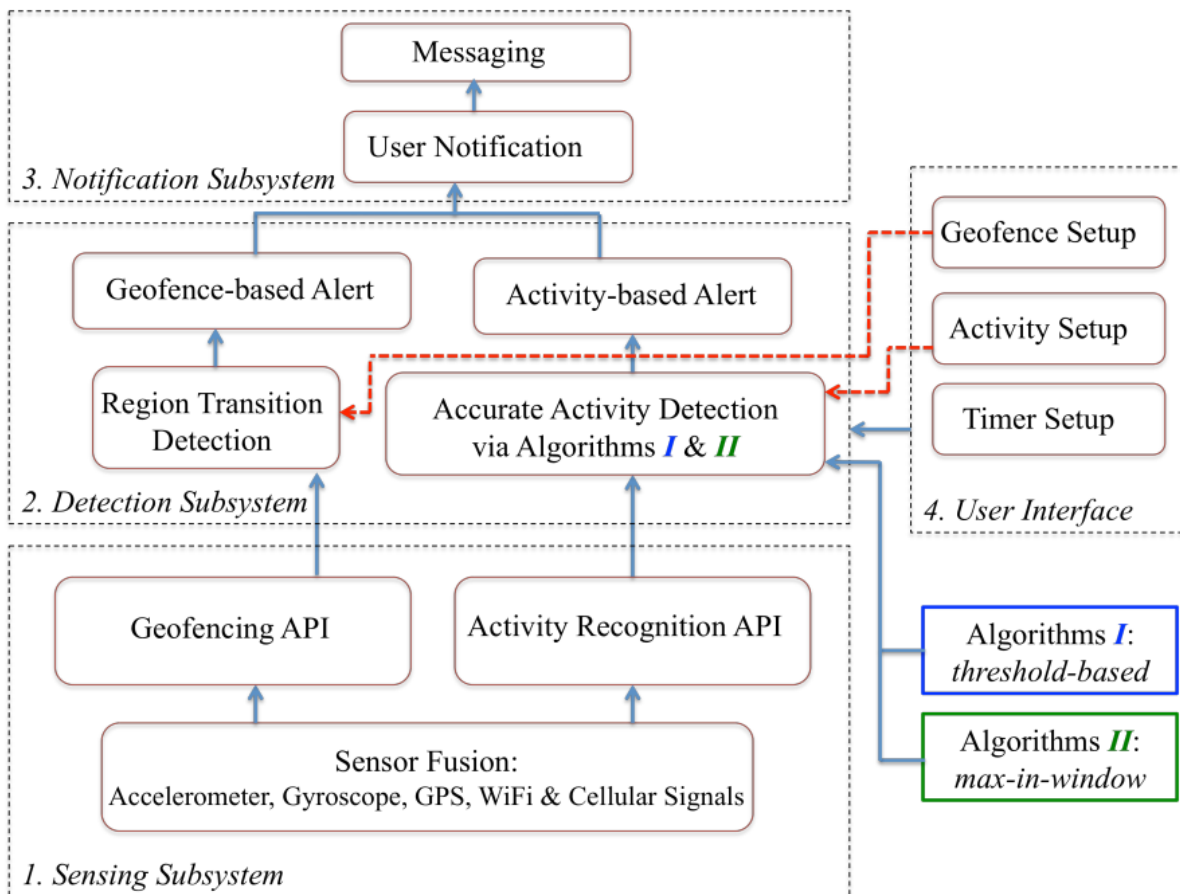 Messaging
User Notification
3. Notification Subsystem
Geofence-based Alert
Activity-based Alert
Region Transition
Detection
Accurate Activity Detection
via Algorithms I & II
2. Detection Subsystem
Geofence Setup
Activity Setup
Timer Setup
4. User Interface
Geofencing API
Activity Recognition API
Sensor Fusion:
Accelerometer, Gyroscope, GPS, WiFi & Cellular Signals
1. Sensing Subsystem
Algorithms I:
threshold-based
Algorithms II:
max-in-window